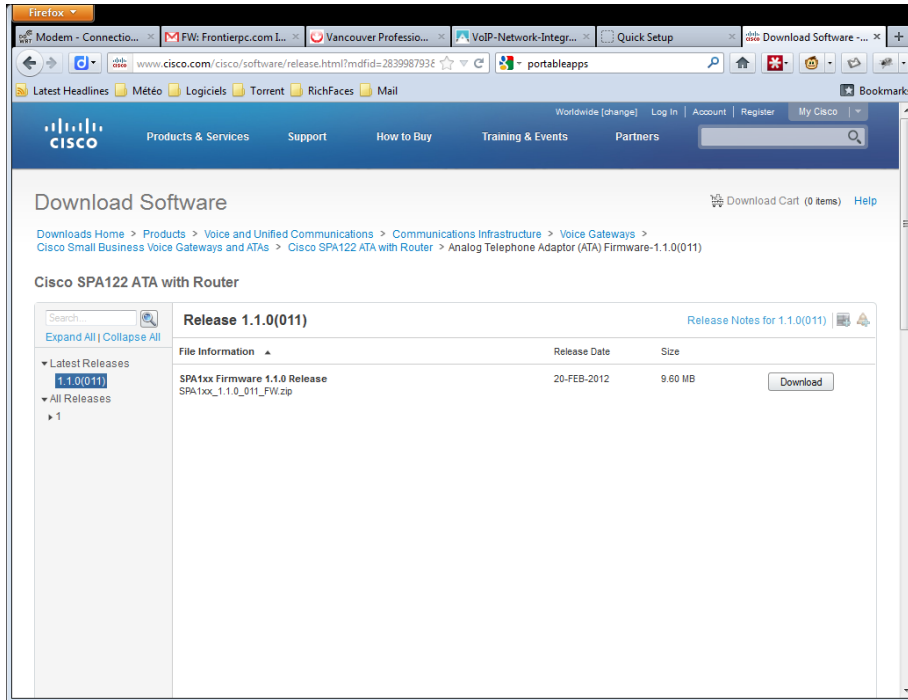 Firefox
Modem - Connectio... FW: Frontierpc.com I... Vancouver Professio... VoIP-Network-Integr... Quick Setup Download Software -...
www.cisco.com/cisco/software/release.html?mdfid=283998793& portableapps
Latest Headlines Météo Logiciels Torrent RichFaces Mail Bookmarks
Worldwide [change] Log In | Account | Register My Cisco
CISCO Products & Services Support How to Buy Training & Events Partners
Download Software Download Cart (0 items) Help
Downloads Home > Products > Voice and Unified Communications > Communications Infrastructure > Voice Gateways >
Cisco Small Business Voice Gateways and ATAs > Cisco SPA122 ATA with Router > Analog Telephone Adaptor (ATA) Firmware-1.1.0(011)
Cisco SPA122 ATA with Router
Search...
Expand All | Collapse All
Latest Releases
1.1.0(011)
All Releases
1
Release 1.1.0(011) Release Notes for 1.1.0(011)
File Information Release Date Size
SPA1xx Firmware 1.1.0 Release 20-FEB-2012 9.60 MB Download
SPA1xx_1.1.0_011_FW.zip